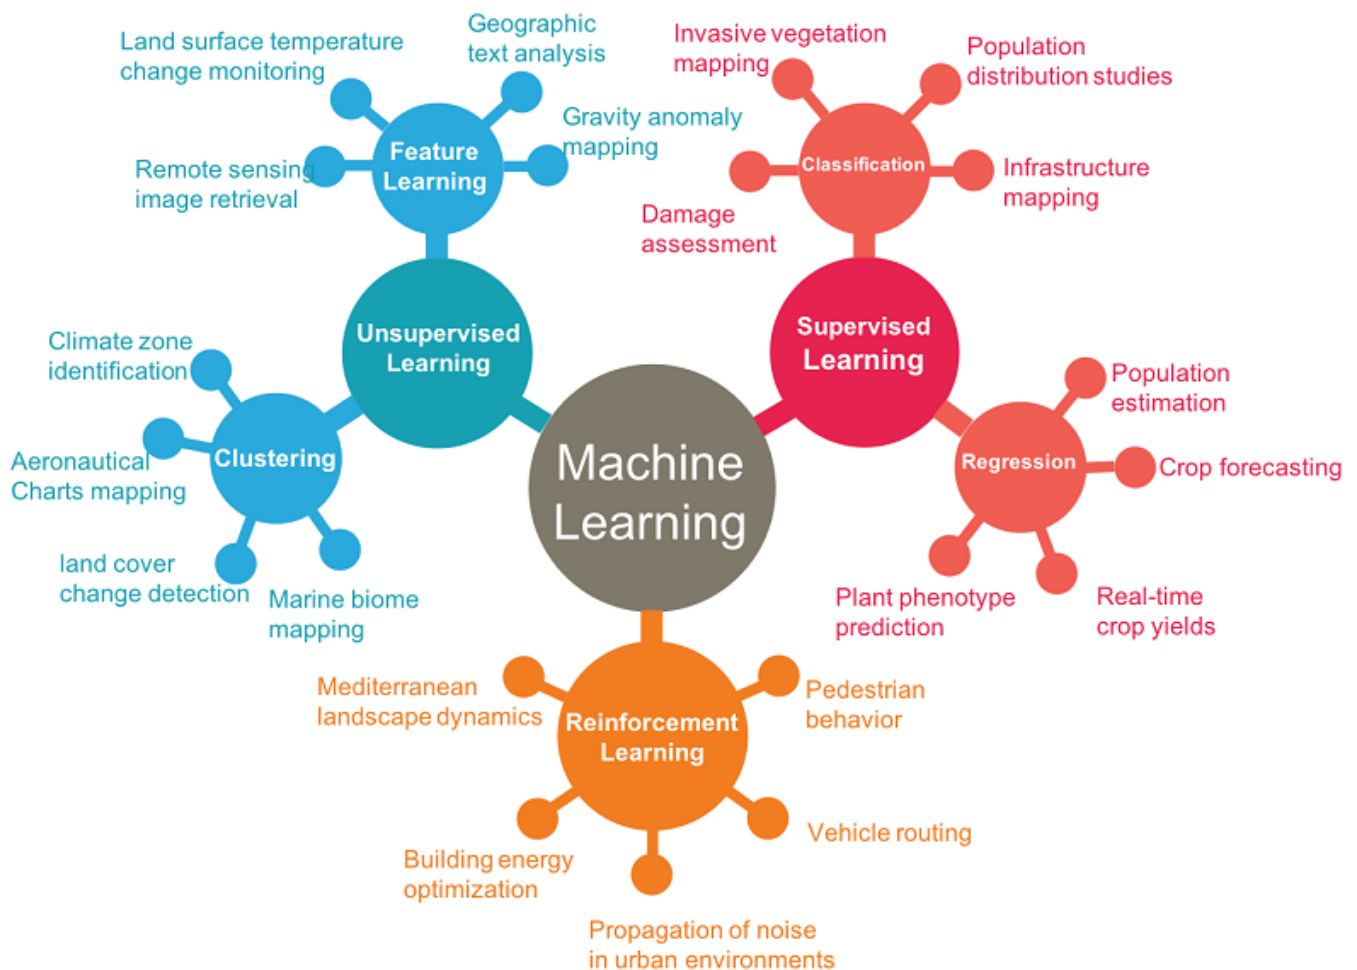 Land surface temperature
change monitoring
Geographic
text analysis
Remote sensing
image retrieval
Gravity anomaly
mapping
Feature
Learning
Invasive vegetation
mapping
Population
distribution studies
Damage
assessment
Infrastructure
mapping
Classification
Unsupervised
Learning
Supervised
Learning
Climate zone
identification
Aeronautical
Charts mapping
land cover
change detection
Marine biome
mapping
Clustering
Machine
Learning
Population
estimation
Crop forecasting
Regression
Plant phenotype
prediction
Real-time
crop yields
Mediterranean
landscape dynamics
Pedestrian
behavior
Reinforcement
Learning
Building energy
optimization
Vehicle routing
Propagation of noise
in urban environments